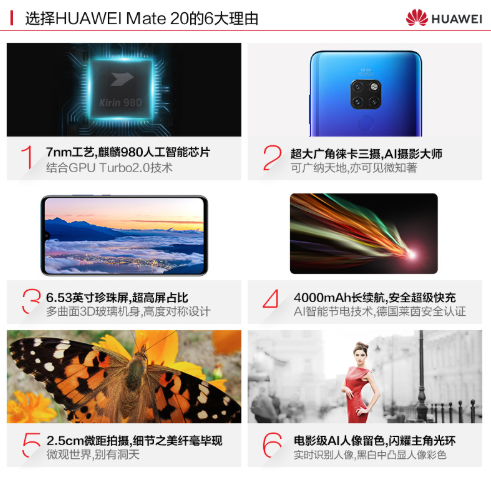 选择HUAWEI Mate 20的6大理由
HUAWEI
Kirin 980
1
7nm工艺,麒麟980人工智能芯片
结合GPU Turbo2.0技术
2
超大广角徕卡三摄,AI摄影大师
可广纳天地,亦可见微知著
3
6.53英寸珍珠屏,超高屏占比
多曲面3D玻璃机身,高度对称设计
4
4000mAh长续航,安全超级快充
AI智能节电技术,德国莱茵安全认证
5
2.5cm微距拍摄,细节之美纤毫毕现
微观世界,别有洞天
6
电影级AI人像留色,闪耀主角光环
实时识别人像,黑白中凸显人像彩色